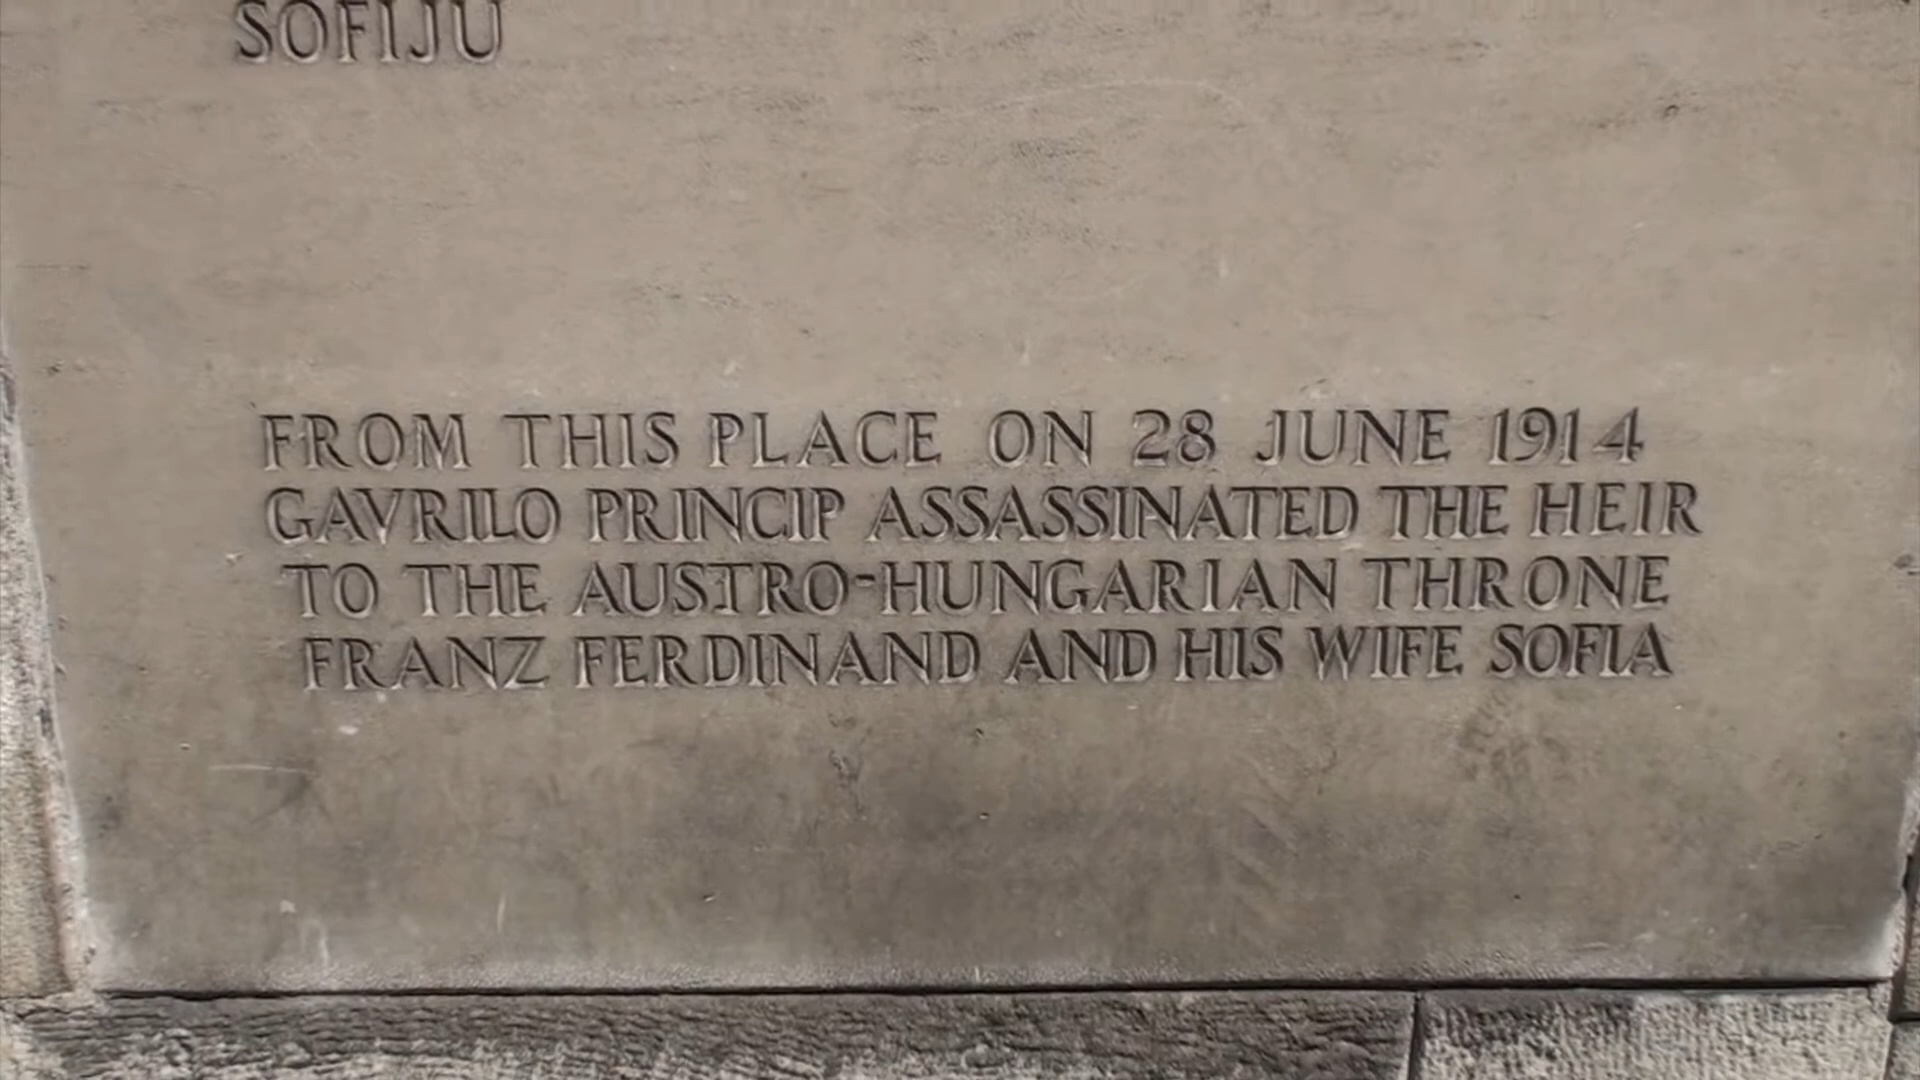 SOFIJU
FROM THIS PLACE ON 28 JUNE 1914
GAVRILO PRINCIP ASSASSINATED THE HEIR
TO THE AUSTRO-HUNGARIAN THRONE
FRANZ FERDINAND AND HIS WIFE SOFIA